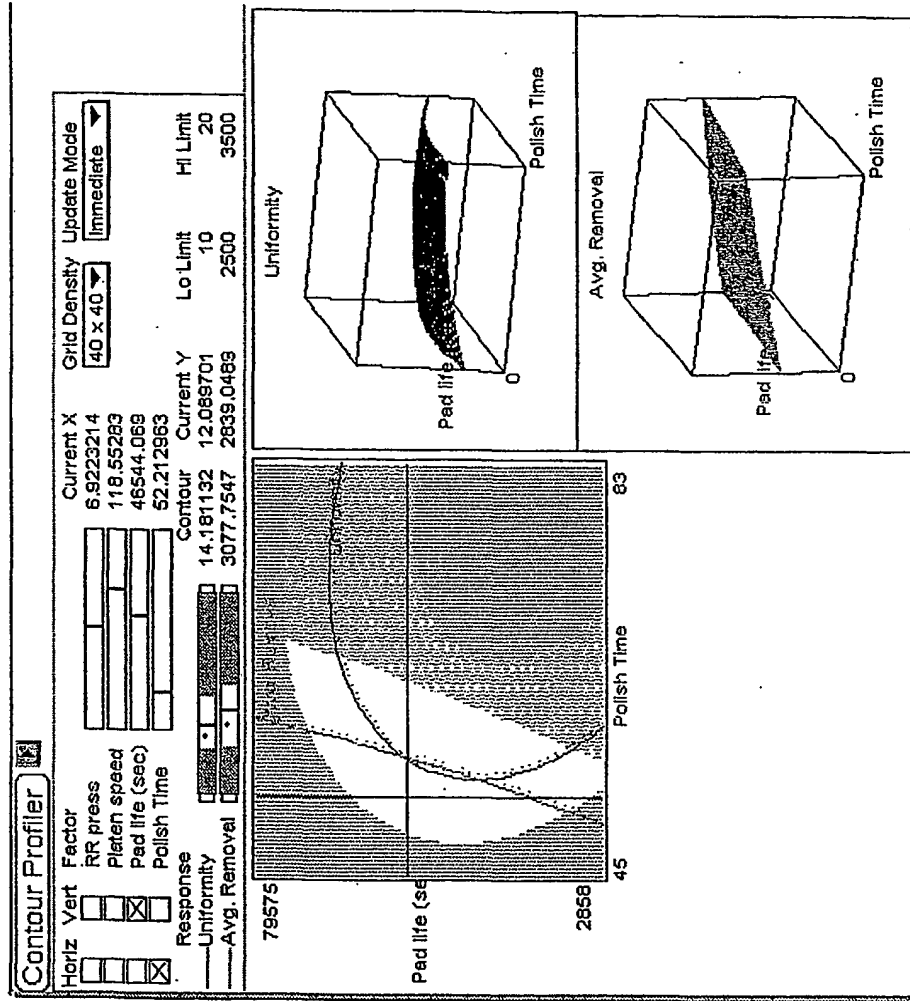 Contour Profiler
Horiz Vert Factor Current X Grid Density Update Mode
RR press 6.9223214 40 x 40 Immediate
Platen speed 118.55283
Pad life (sec) 46544.069
Polish Time 52.212963
Response Contour Current Y Lo Limit Hi Limit
Uniformity 14.181132 12.089701 10 20
Avg. Removal 3077.7547 2839.0489 2500 3500
79575
Pad life (se
2858
45 Polish Time 83
Uniformity
Pad life
0
Polish Time
Avg. Removal
Pad life
0
Polish Time